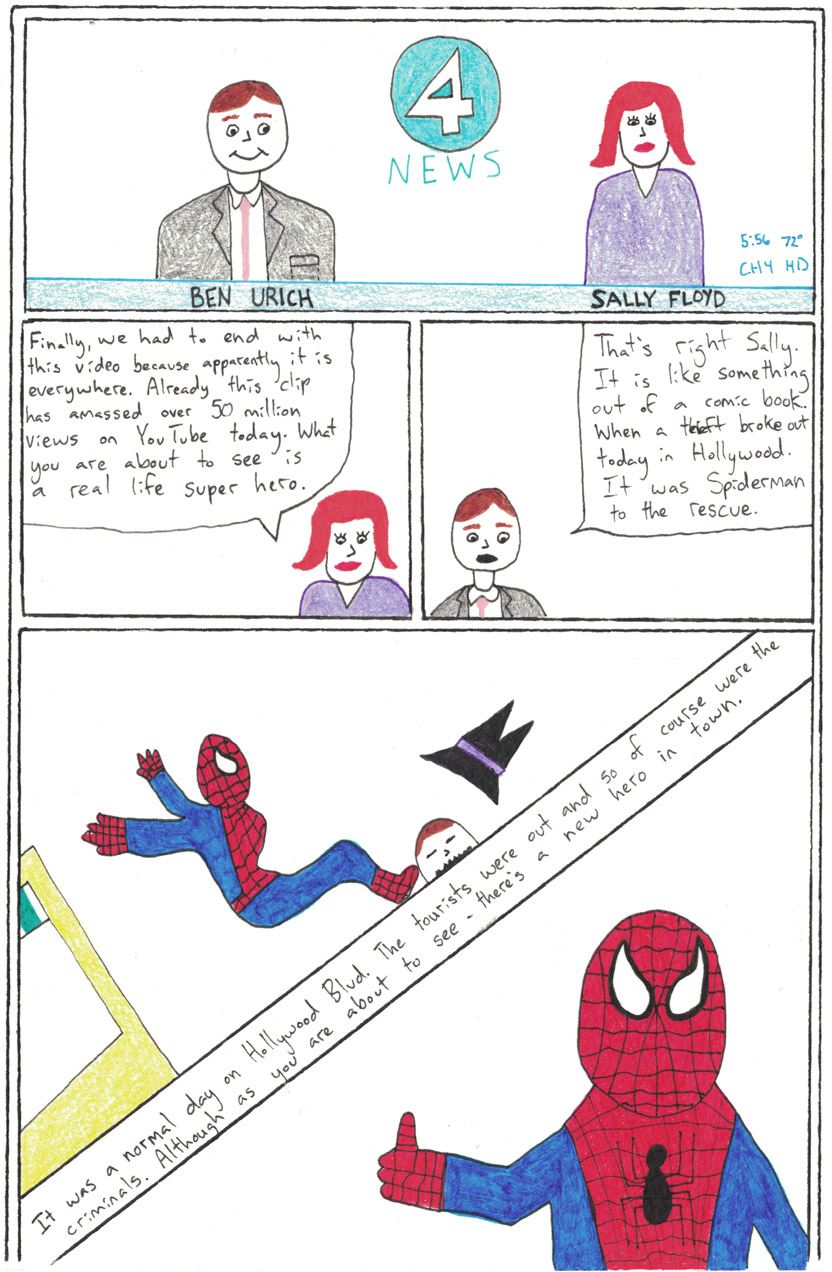 4
NEWS
5:56 72°
CH4 HD
BEN URICH
SALLY FLOYD
Finally, we had to end with
this video because apparently it is
everywhere. Already this clip
has amassed over 50 million
views on YouTube today. What
you are about to see is
a real life super hero.
That's right Sally.
It is like something
out of a comic book.
When a theft broke out
today in Hollywood.
It was Spiderman
to the rescue.
It was a normal day on Hollywood Blvd. The tourists were out and so of course were the
criminals. Although as you are about to see - there's a new hero in town.